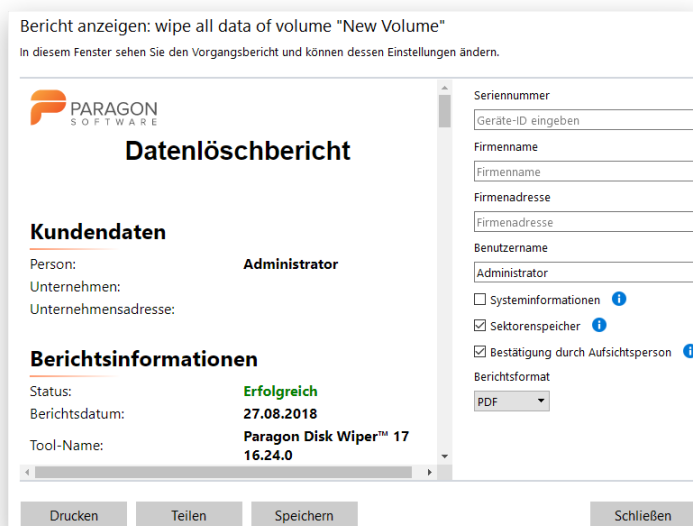 Bericht anzeigen: wipe all data of volume "New Volume"
In diesem Fenster sehen Sie den Vorgangsbericht und können dessen Einstellungen ändern.
PARAGON
SOFTWARE
Datenlöschbericht
Kundendaten
Person: Administrator
Unternehmen:
Unternehmensadresse:
Berichtsinformationen
Status: Erfolgreich
Berichtsdatum: 27.08.2018
Tool-Name: Paragon Disk Wiper™ 17
16.24.0
Seriennummer
Geräte-ID eingeben
Firmenname
Firmenname
Firmenadresse
Firmenadresse
Benutzername
Administrator
Systeminformationen
Sektorenspeicher
Bestätigung durch Aufsichtsperson
Berichtsformat
PDF
Drucken Teilen Speichern Schließen